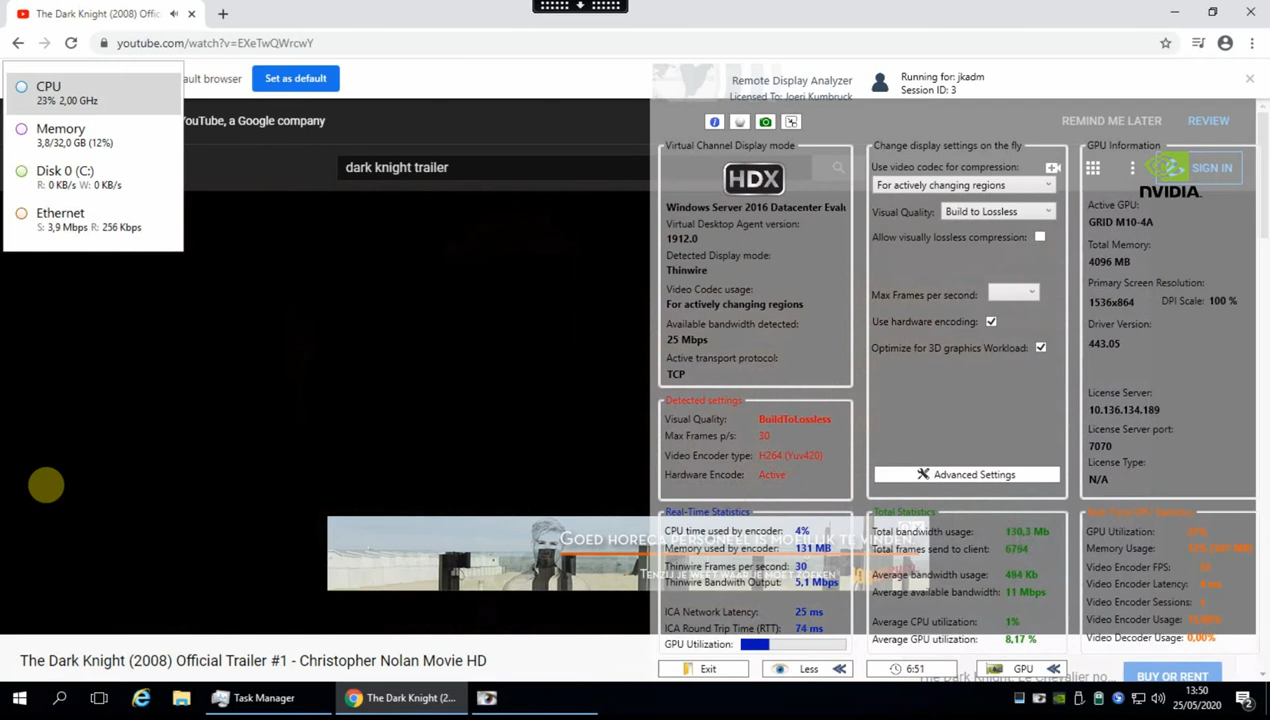 The Dark Knight (2008) Offic
youtube.com/watch?v=EXeTwQWrcwY
ault browser
Set as default
CPU
23% 2,00 GHz
Memory
3,8/32,0 GB (12%)
Disk 0 (C:)
R: 0 KB/s W: 0 KB/s
Ethernet
S: 3,9 Mbps R: 256 Kbps
YouTube, a Google company
REMIND ME LATER
REVIEW
dark knight trailer
SIGN IN
Remote Display Analyzer
Licensed To: Joeri Kumbruck
Running for: jkadm
Session ID: 3
Virtual Channel Display mode
HDX
Windows Server 2016 Datacenter Evalu
Virtual Desktop Agent version:
1912.0
Detected Display mode:
Thinwire
Video Codec usage:
For actively changing regions
Available bandwidth detected:
25 Mbps
Active transport protocol:
TCP
Detected settings
Visual Quality: BuildToLossless
Max Frames p/s: 30
Video Encoder type: H264 (Yuv420)
Hardware Encode: Active
Real-Time Statistics
CPU time used by encoder: 4%
Memory used by encoder: 131 MB
Thinwire Frames per second: 30
Thinwire Bandwith Output: 5,1 Mbps
ICA Network Latency: 25 ms
ICA Round Trip Time (RTT): 74 ms
GPU Utilization:
Exit
Less
Change display settings on the fly
Use video codec for compression:
For actively changing regions
Visual Quality: Build to Lossless
Allow visually lossless compression:
Max Frames per second:
Use hardware encoding:
Optimize for 3D graphics Workload:
Advanced Settings
Total Statistics
Total bandwidth usage: 130,3 Mb
Total frames send to client: 6794
Average bandwidth usage: 494 Kb
Average available bandwidth: 11 Mbps
Average CPU utilization: 1%
Average GPU utilization: 8,17 %
6:51
GPU
GPU Information
NVIDIA.
Active GPU:
GRID M10-4A
Total Memory:
4096 MB
Primary Screen Resolution:
1536x864 DPI Scale: 100 %
Driver Version:
443.05
License Server:
10.136.134.189
License Server port:
7070
License Type:
N/A
GPU Utilization:
Memory Usage:
Video Encoder FPS:
Video Encoder Latency:
Video Encoder Sessions:
Video Encoder Usage:
Video Decoder Usage: 0,00%
GOED HORECA PERSONEEL IS MOEILIJK TE VINDEN.
TENZIJ JE WEET WAAR JE MOET ZOEKEN
The Dark Knight (2008) Official Trailer #1 - Christopher Nolan Movie HD
The Dark Knight, Le Chevalier no...
BUY OR RENT
Task Manager
The Dark Knight (2...
13:50
25/05/2020
2